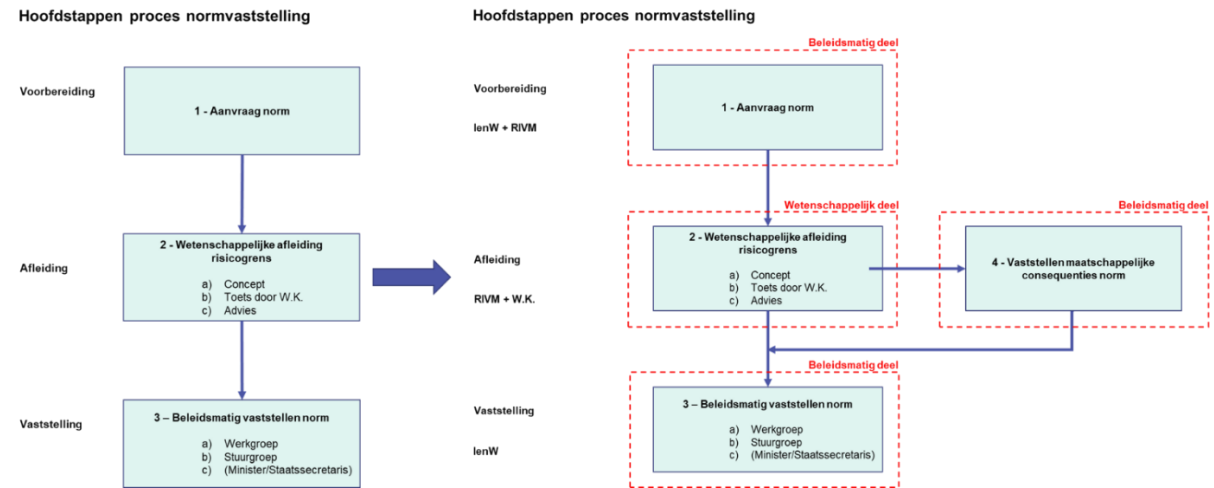 Hoofdstappen proces normvaststelling
Voorbereiding
1 - Aanvraag norm
Afleiding
2 - Wetenschappelijke afleiding
risicogrens
a) Concept
b) Toets door W.K.
c) Advies
Vaststelling
3 – Beleidsmatig vaststellen norm
a) Werkgroep
b) Stuurgroep
c) (Minister/Staatssecretaris)
Hoofdstappen proces normvaststelling
Beleidsmatig deel
Voorbereiding
IenW + RIVM
1 - Aanvraag norm
Wetenschappelijk deel
Afleiding
RIVM + W.K.
2 - Wetenschappelijke afleiding
risicogrens
a) Concept
b) Toets door W.K.
c) Advies
Beleidsmatig deel
4 - Vaststellen maatschappelijke
consequenties norm
Beleidsmatig deel
Vaststelling
IenW
3 – Beleidsmatig vaststellen norm
a) Werkgroep
b) Stuurgroep
c) (Minister/Staatssecretaris)